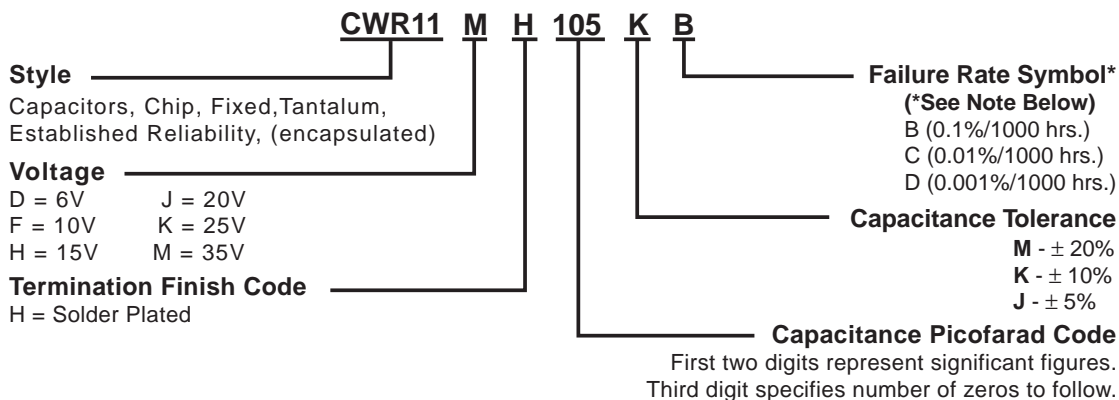 CWR11 M H 105 K B
Style
Capacitors, Chip, Fixed,Tantalum,
Established Reliability, (encapsulated)
Voltage
D = 6V J = 20V
F = 10V K = 25V
H = 15V M = 35V
Termination Finish Code
H = Solder Plated
Failure Rate Symbol*
(*See Note Below)
B (0.1%/1000 hrs.)
C (0.01%/1000 hrs.)
D (0.001%/1000 hrs.)
Capacitance Tolerance
M - ± 20%
K - ± 10%
J - ± 5%
Capacitance Picofarad Code
First two digits represent significant figures.
Third digit specifies number of zeros to follow.